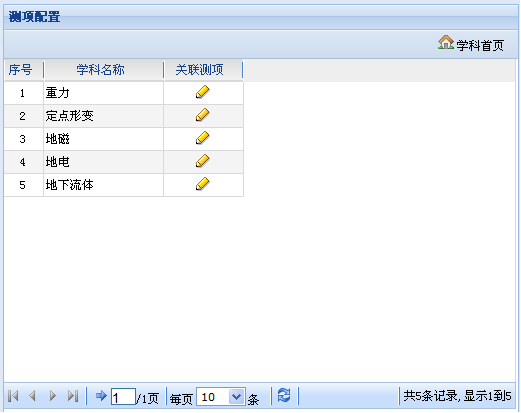 测项配置
学科首页
序号 学科名称 关联测项
1 重力
2 定点形变
3 地磁
4 地电
5 地下流体
1 /1页 每页 10 条 共5条记录, 显示1到5